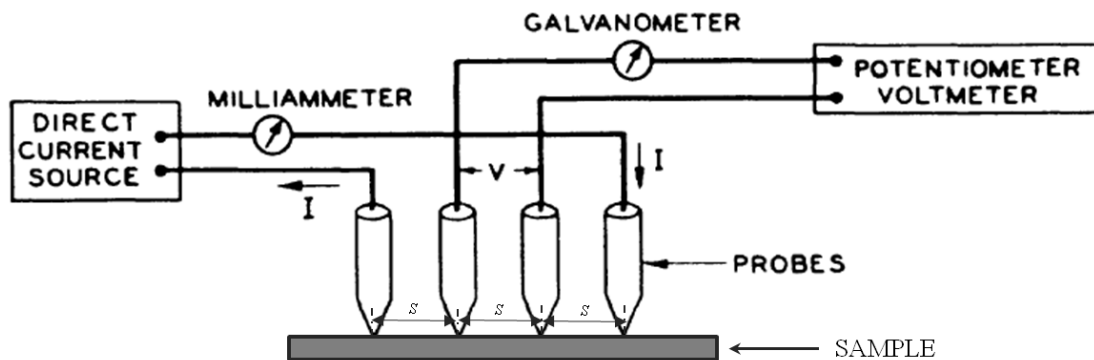 GALVANOMETER
POTENTIOMETER
VOLTMETER
MILLIAMMETER
DIRECT
CURRENT
SOURCE
V
I
I
PROBES
s s s
SAMPLE